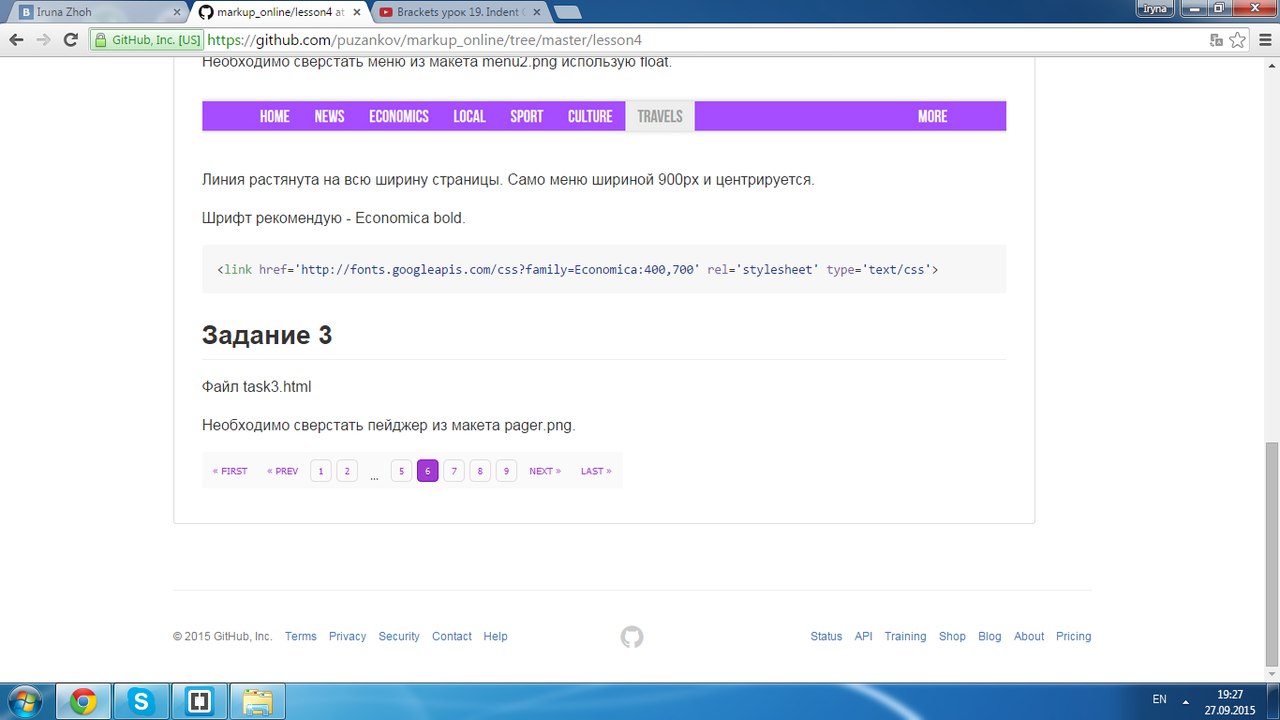 Iruna Zhoh
markup_online/lesson4 at
Brackets урок 19. Indent
Iryna
GitHub, Inc. [US] https://github.com/puzankov/markup_online/tree/master/lesson4
Необходимо сверстать меню из макета menu2.png использую float.
HOME NEWS ECONOMICS LOCAL SPORT CULTURE TRAVELS MORE
Линия растянута на всю ширину страницы. Само меню шириной 900px и центрируется.
Шрифт рекомендую - Economica bold.
<link href='http://fonts.googleapis.com/css?family=Economica:400,700' rel='stylesheet' type='text/css'>
Задание 3
Файл task3.html
Необходимо сверстать пейджер из макета pager.png.
« FIRST « PREV 1 2 ... 5 6 7 8 9 NEXT » LAST »
© 2015 GitHub, Inc. Terms Privacy Security Contact Help Status API Training Shop Blog About Pricing
EN 19:27
27.09.2015